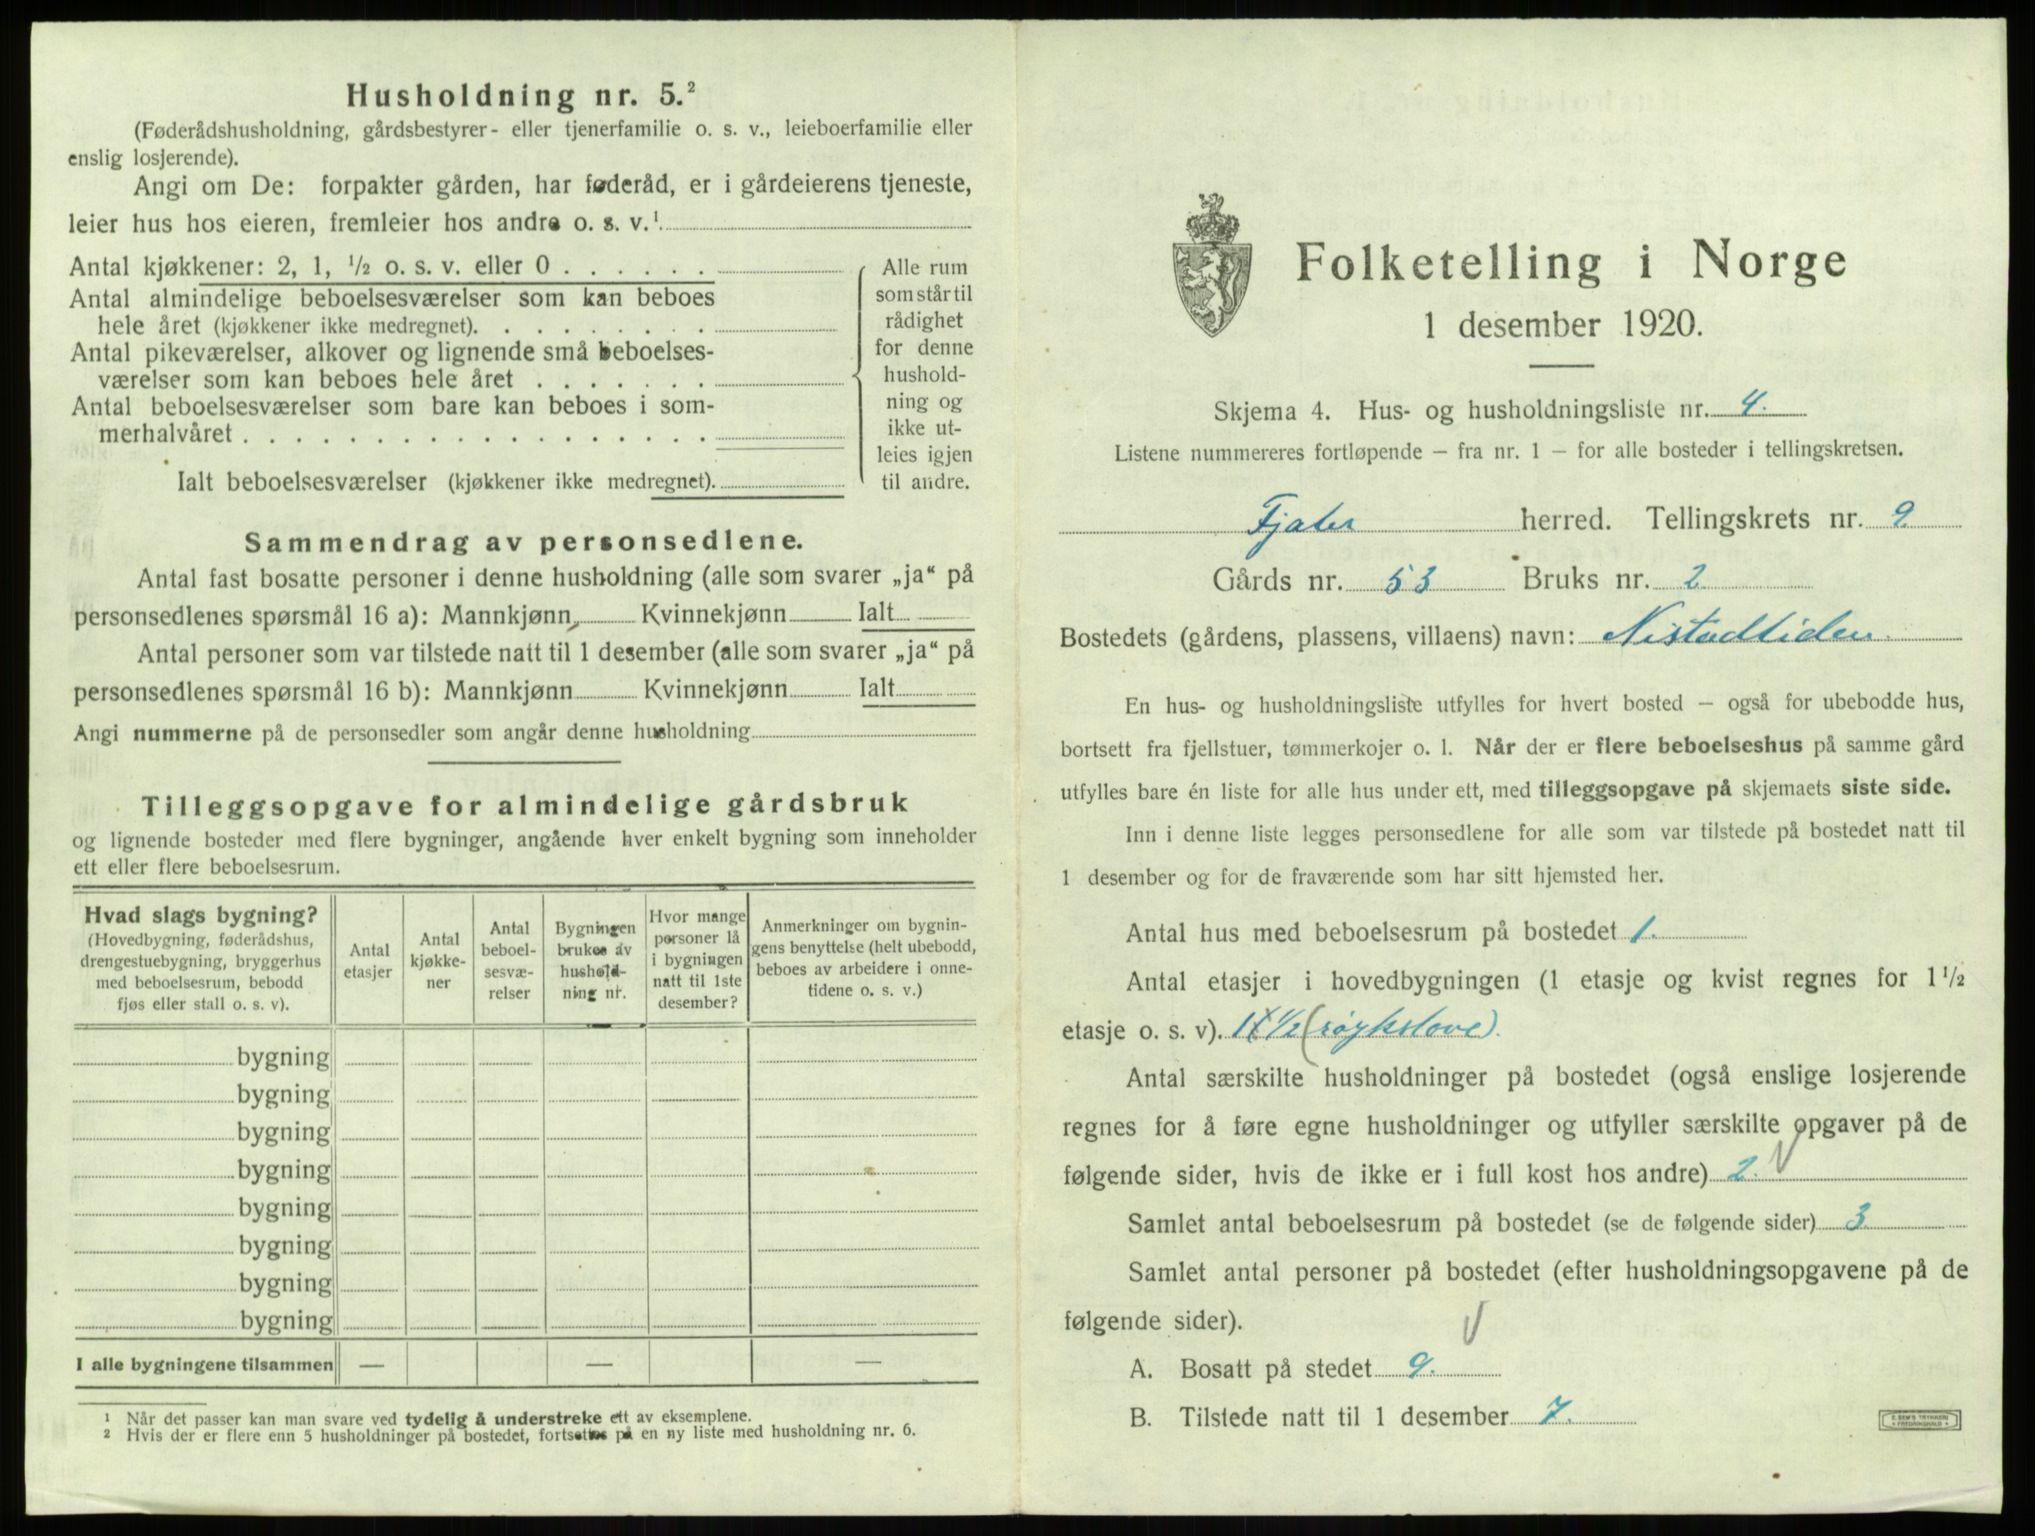 Husholdning nr. 5.²
(Føderådshusholdning, gårdsbestyrer- eller tjenerfamilie o. s. v., leieboerfamilie eller
enslig losjerende).
Angi om De: forpakter gården, har føderåd, er i gårdeierens tjeneste,
leier hus hos eieren, fremleier hos andre o. s. v.¹
Antal kjøkkener: 2, 1, ½ o. s. v. eller 0 . . . . . .
Antal almindelige beboelsesværelser som kan beboes
hele året (kjøkkener ikke medregnet). . . . . . . . .
Antal pikeværelser, alkover og lignende små beboelses-
værelser som kan beboes hele året . . . . . . .
Antal beboelsesværelser som bare kan beboes i som-
merhalvåret . . . . . . . . . . . . . . . . . .
Ialt beboelsesværelser (kjøkkener ikke medregnet).
Alle rum
som står til
rådighet
for denne
hushold-
ning og
ikke ut-
leies igjen
til andre.
Sammendrag av personsedlene.
Antal fast bosatte personer i denne husholdning (alle som svarer „ja“ på
personsedlenes spørsmål 16 a): Mannkjønn Kvinnekjønn Ialt
Antal personer som var tilstede natt til 1 desember (alle som svarer „ja“ på
personsedlenes spørsmål 16 b): Mannkjønn Kvinnekjønn Ialt
Angi nummerne på de personsedler som angår denne husholdning
Tilleggsopgave for almindelige gårdsbruk
og lignende bosteder med flere bygninger, angående hver enkelt bygning som inneholder
ett eller flere beboelsesrum.
Hvad slags bygning?
(Hovedbygning, føderådshus,
drengestuebygning, bryggerhus
med beboelsesrum, bebodd
fjøs eller stall o. s. v).
Antal
etasjer
Antal
kjøkke-
ner
Antal
beboel-
sesvæ-
relser
Bygningen
brukes av
hushold-
ning nr.
Hvor mange
personer lå
i bygningen
natt til 1ste
desember?
Anmerkninger om bygnin-
gens benyttelse (helt ubebodd,
beboes av arbeidere i onne-
tidene o. s. v.)
bygning
bygning
bygning
bygning
bygning
bygning
bygning
bygning
I alle bygningene tilsammen — — —
¹ Når det passer kan man svare ved tydelig å understreke ett av eksemplene.
² Hvis der er flere enn 5 husholdninger på bostedet, fortsettes på en ny liste med husholdning nr. 6.
Folketelling i Norge
1 desember 1920.
Skjema 4. Hus- og husholdningsliste nr. 4.
Listene nummereres fortløpende – fra nr. 1 – for alle bosteder i tellingskretsen.
Fjaler herred. Tellingskrets nr. 9.
Gårds nr. 53 Bruks nr. 2
Bostedets (gårdens, plassens, villaens) navn: Nistadtiden.
En hus- og husholdningsliste utfylles for hvert bosted – også for ubebodde hus,
bortsett fra fjellstuer, tømmerkojer o. l. Når der er flere beboelseshus på samme gård
utfylles bare én liste for alle hus under ett, med tilleggsopgave på skjemaets siste side.
Inn i denne liste legges personsedlene for alle som var tilstede på bostedet natt til
1 desember og for de fraværende som har sitt hjemsted her.
Antal hus med beboelsesrum på bostedet 1.
Antal etasjer i hovedbygningen (1 etasje og kvist regnes for 1 ½
etasje o. s. v). 1 ½ (røykstove).
Antal særskilte husholdninger på bostedet (også enslige losjerende
regnes for å føre egne husholdninger og utfyller særskilte opgaver på de
følgende sider, hvis de ikke er i full kost hos andre) 2.
Samlet antal beboelsesrum på bostedet (se de følgende sider) 3
Samlet antal personer på bostedet (efter husholdningsopgavene på de
følgende sider).
A. Bosatt på stedet 9.
B. Tilstede natt til 1 desember 7.